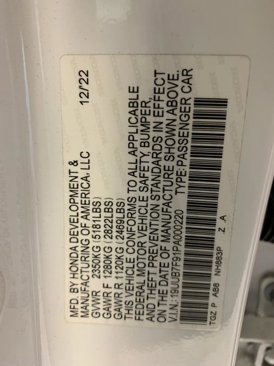 MFD. BY HONDA DEVELOPMENT & 12/'22
MANUFACTURING OF AMERICA, LLC
GVWR 2350KG (5181LBS)
GAWR F 1280KG (2822LBS)
GAWR R 1120KG (2469LBS)
THIS VEHICLE CONFORMS TO ALL APPLICABLE
FEDERAL MOTOR VEHICLE SAFETY, BUMPER,
AND THEFT PREVENTION STANDARDS IN EFFECT
ON THE DATE OF MANUFACTURE SHOWN ABOVE.
V.I.N.: 19UUB7F91PA000220
TYPE:PASSENGER CAR
TGZ P AB8 NH883P Z A